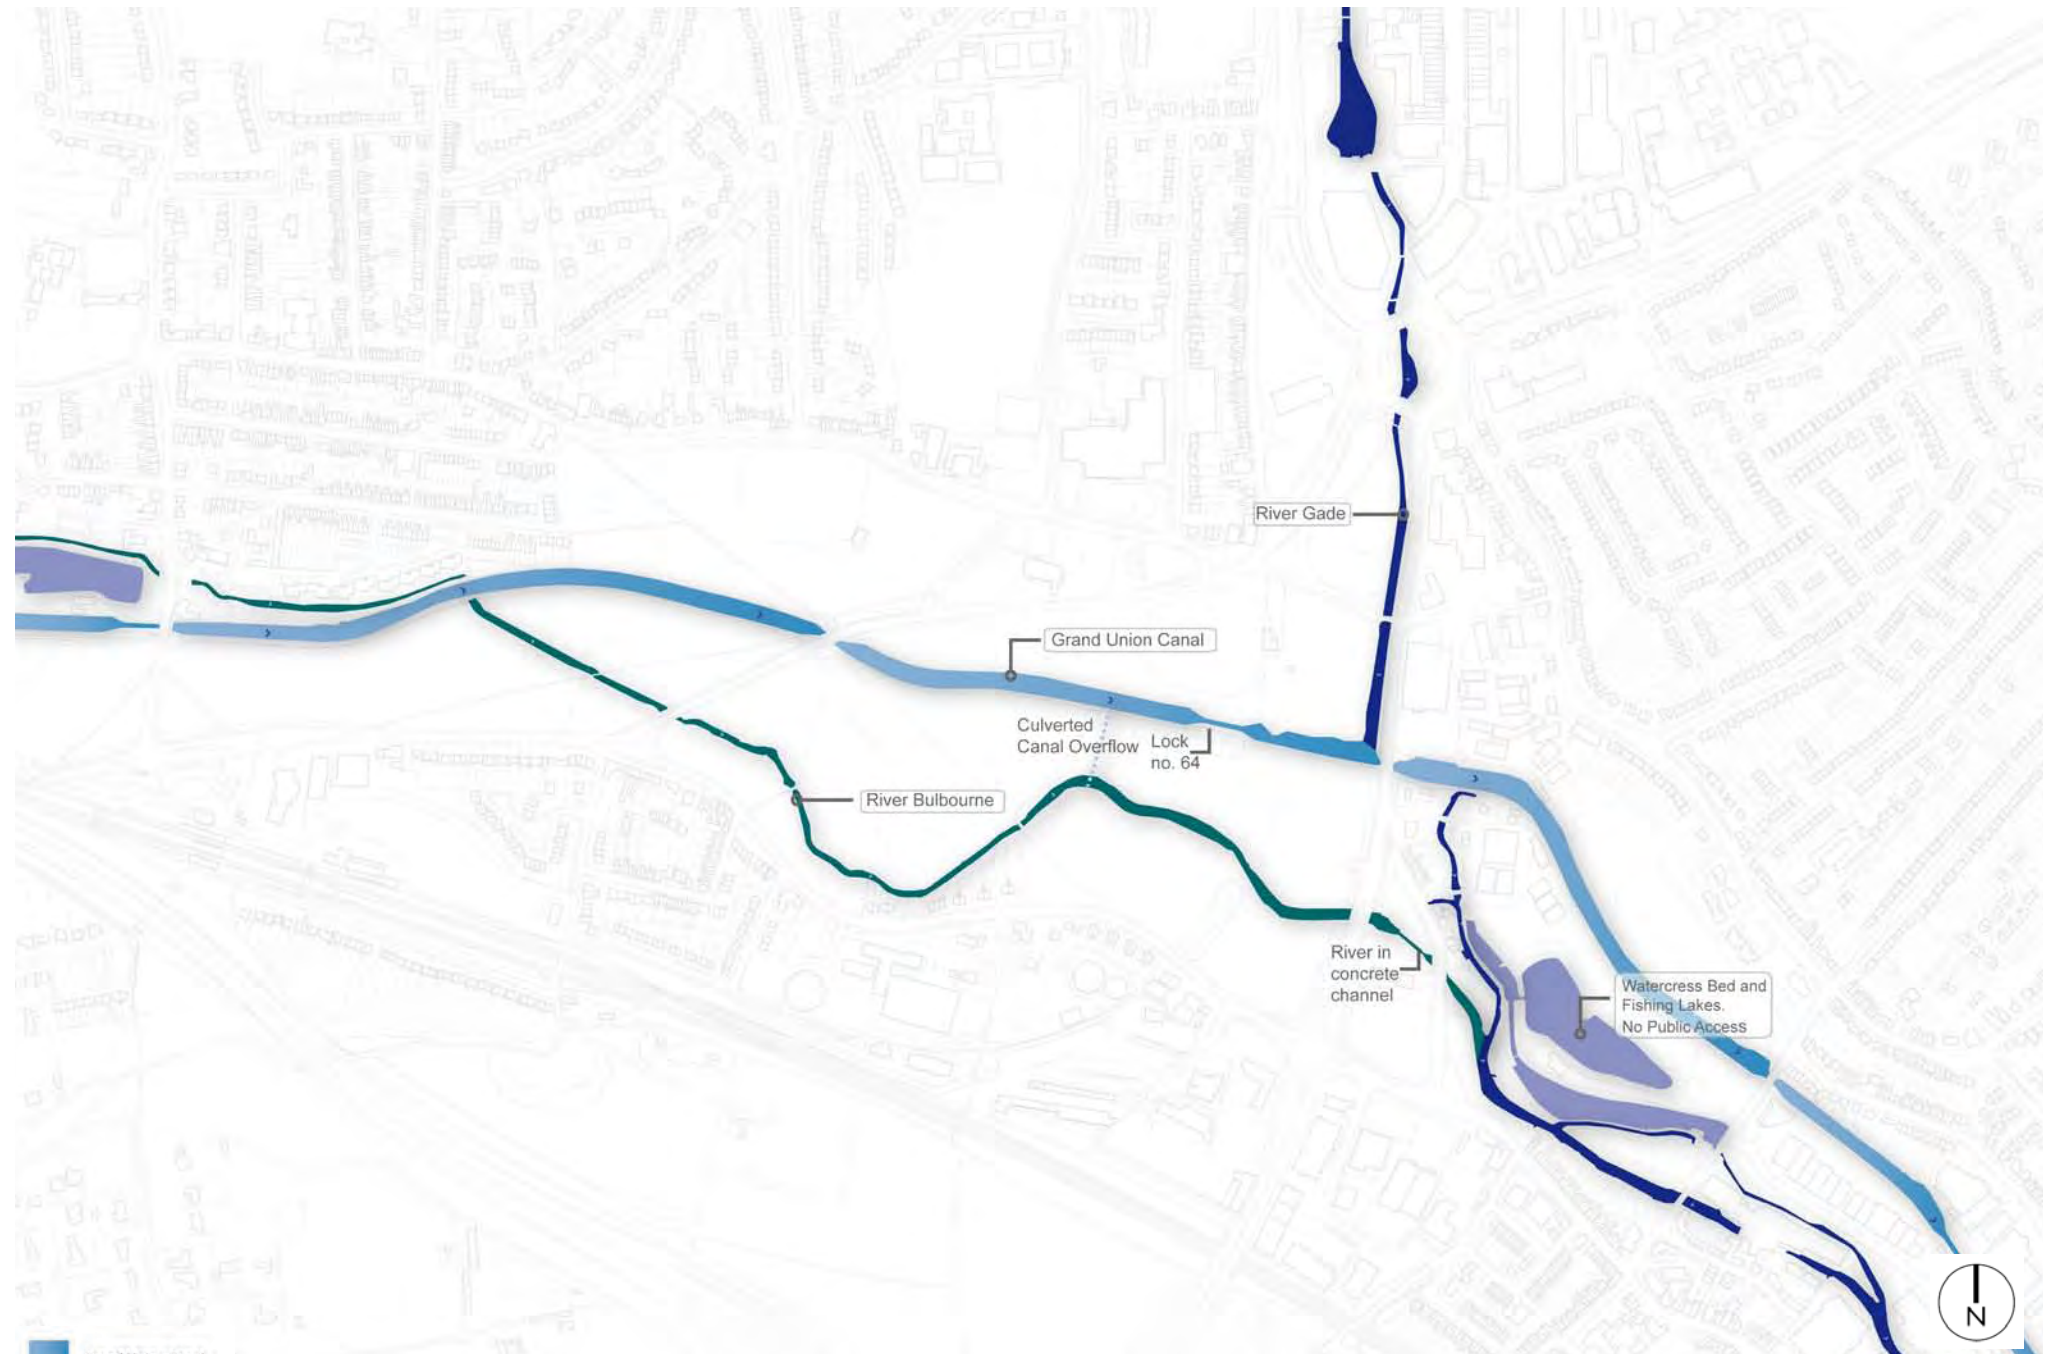 River Gade
Grand Union Canal
Culverted
Canal Overflow
Lock
no. 64
River Bulbourne
River in
concrete
channel
Watercress Bed and
Fishing Lakes.
No Public Access
N